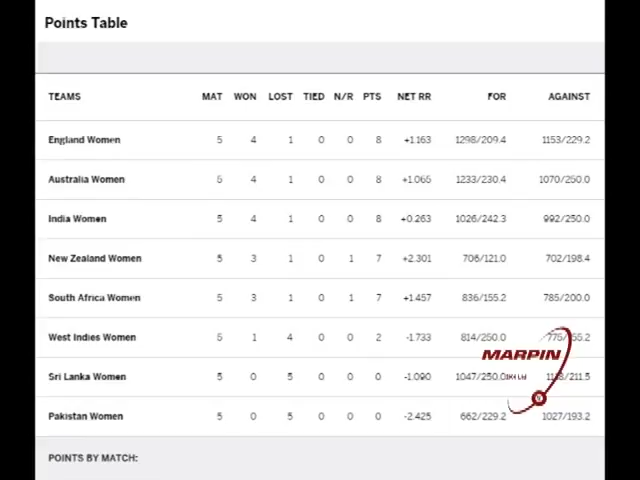 Points Table
TEAMS MAT WON LOST TIED N/R PTS NET RR FOR AGAINST
England Women 5 4 1 0 0 8 +1.163 1298/209.4 1153/229.2
Australia Women 5 4 1 0 0 8 +1.065 1233/230.4 1070/250.0
India Women 5 4 1 0 0 8 +0.263 1026/242.3 992/250.0
New Zealand Women 5 3 1 0 1 7 +2.301 706/121.0 702/198.4
South Africa Women 5 3 1 0 1 7 +1.457 836/155.2 785/200.0
West Indies Women 5 1 4 0 0 2 -1.733 814/250.0
Sri Lanka Women 5 0 5 0 0 0 -1.090 1047/250.0
Pakistan Women 5 0 5 0 0 0 -2.425 662/229.2 1027/193.2
MARPIN
POINTS BY MATCH: